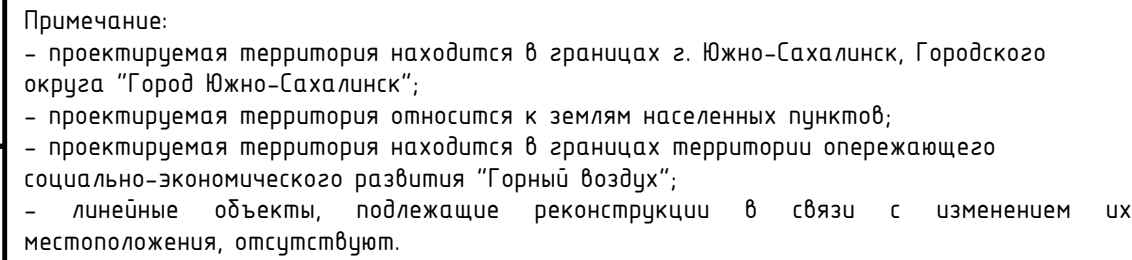 Примечание:
- проектируемая территория находится в границах г. Южно-Сахалинск, Городского
округа "Город Южно-Сахалинск";
- проектируемая территория относится к землям населенных пунктов;
- проектируемая территория находится в границах территории опережающего
социально-экономического развития "Горный воздух";
- линейные объекты, подлежащие реконструкции в связи с изменением их
местоположения, отсутствуют.